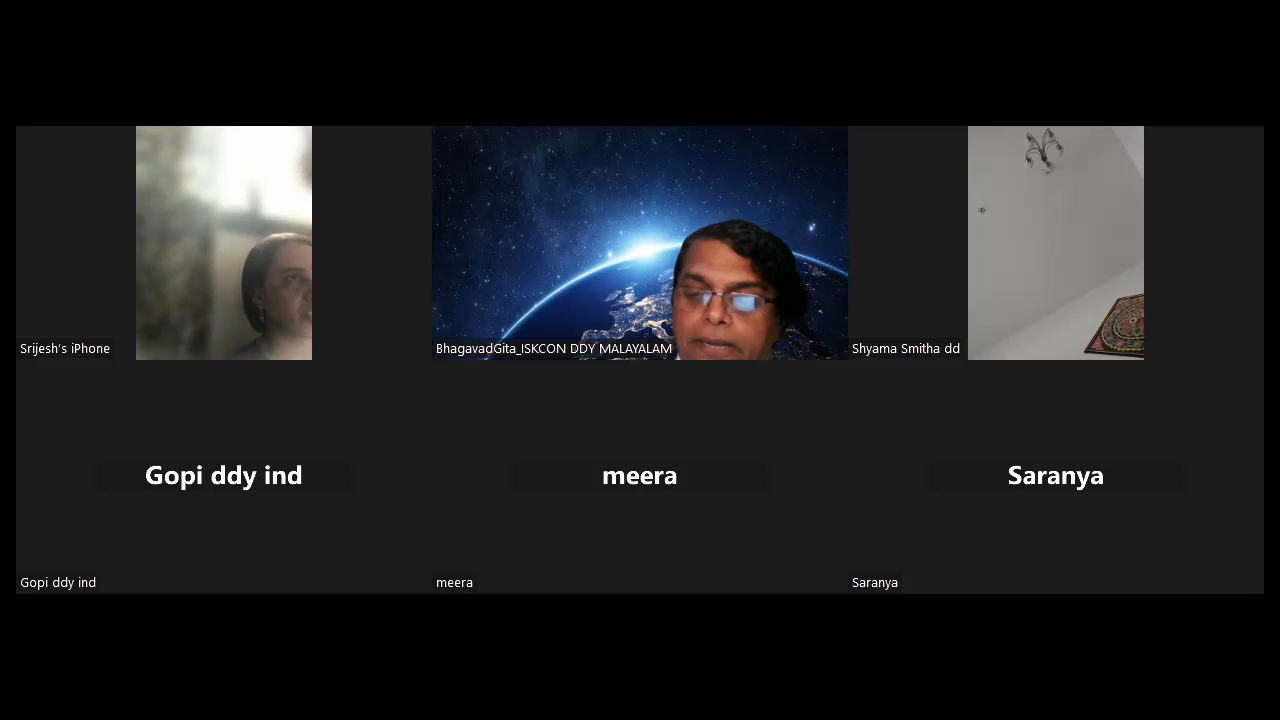 Srijesh's iPhone
BhagavadGita_ISKCON DDY MALAYALAM
Shyama Smitha dd
Gopi ddy ind
meera
Saranya
Gopi ddy ind
meera
Saranya